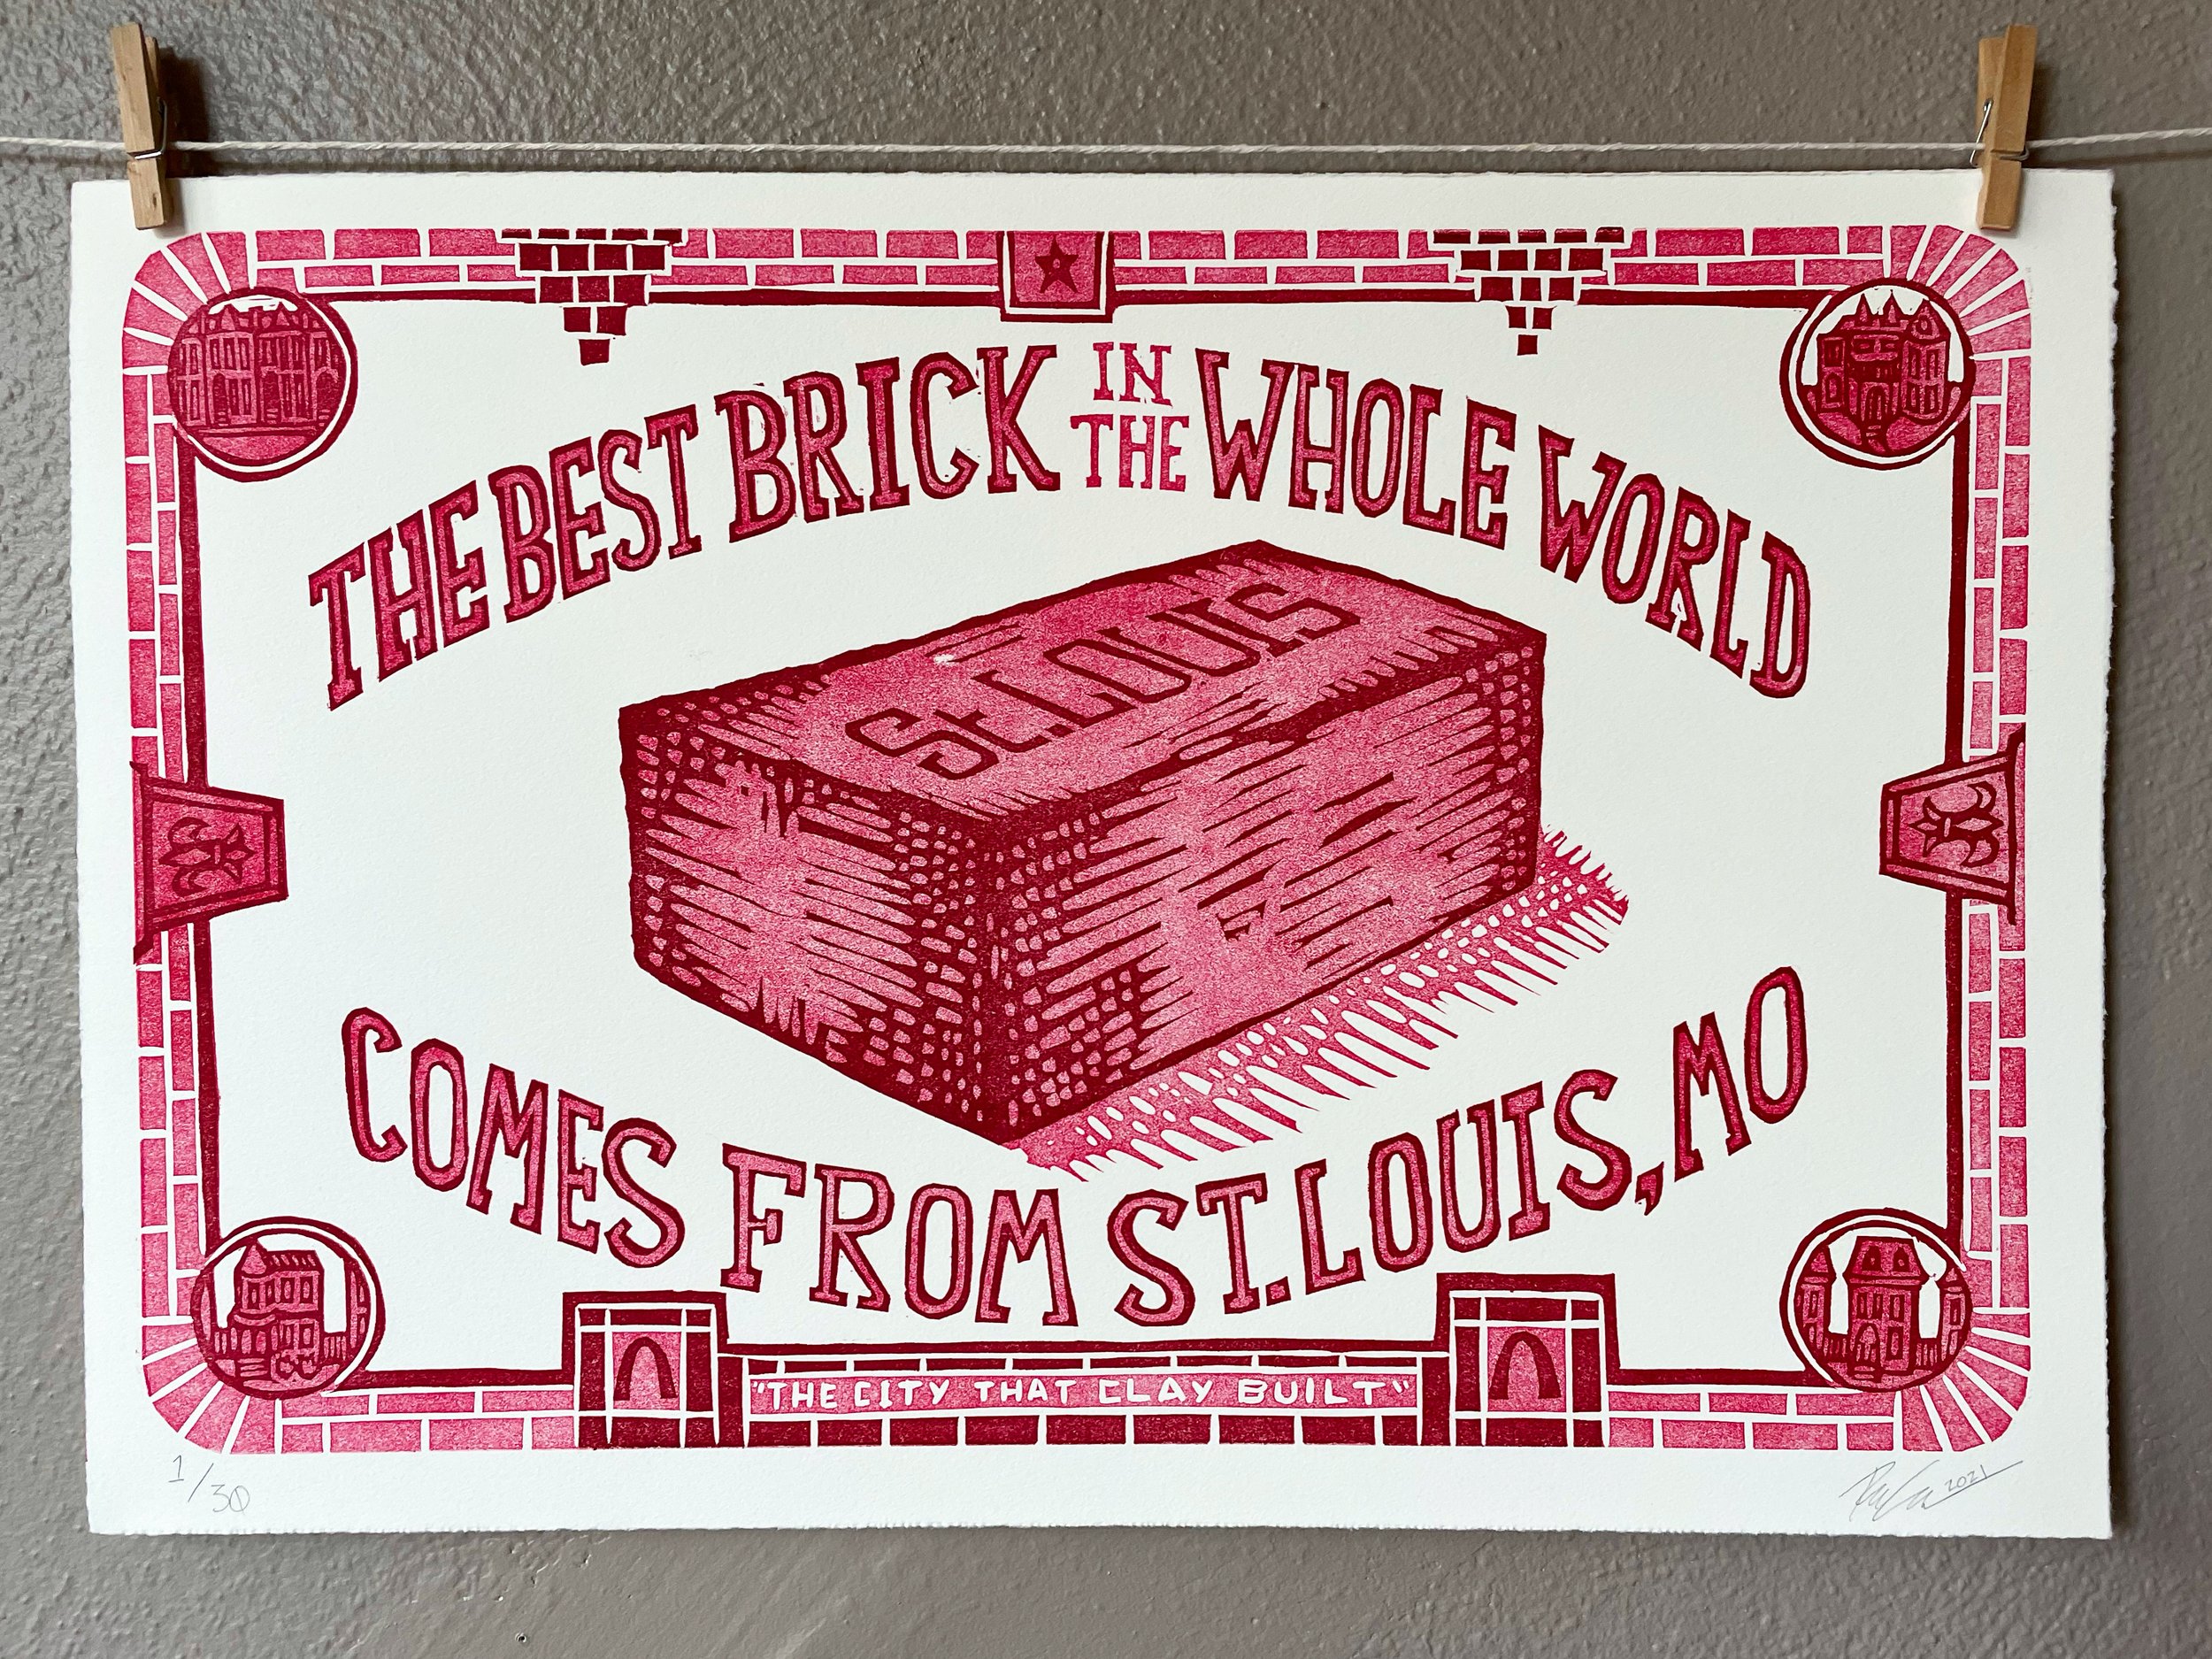 THE BEST BRICK IN THE WHOLE WORLD
St. LOUIS
COMES FROM ST. LOUIS, MO
"THE CITY THAT CLAY BUILT"
1/30
2021